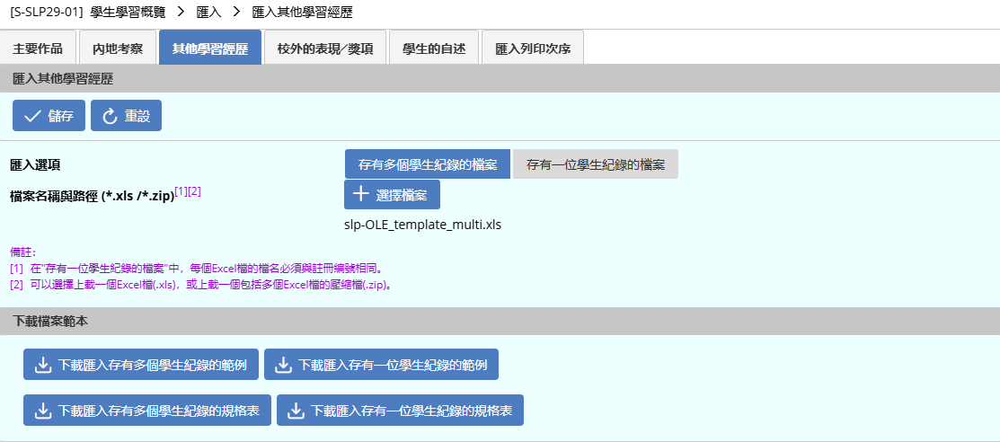 [S-SLP29-01] 學生學習概覽 > 匯入 > 匯入其他學習經歷
主要作品 內地考察 其他學習經歷 校外的表現/獎項 學生的自述 匯入列印次序
匯入其他學習經歷
儲存 重設
匯入選項 存有多個學生紀錄的檔案 存有一位學生紀錄的檔案
檔案名稱與路徑 (*.xls /*.zip)[1][2] 選擇檔案
slp-OLE_template_multi.xls
備註:
[1] 在"存有一位學生紀錄的檔案"中，每個Excel檔的檔名必須與註冊編號相同。
[2] 可以選擇上載一個Excel檔(.xls)，或上載一個包括多個Excel檔的壓縮檔(.zip)。
下載檔案範本
下載匯入存有多個學生紀錄的範例 下載匯入存有一位學生紀錄的範例
下載匯入存有多個學生紀錄的規格表 下載匯入存有一位學生紀錄的規格表